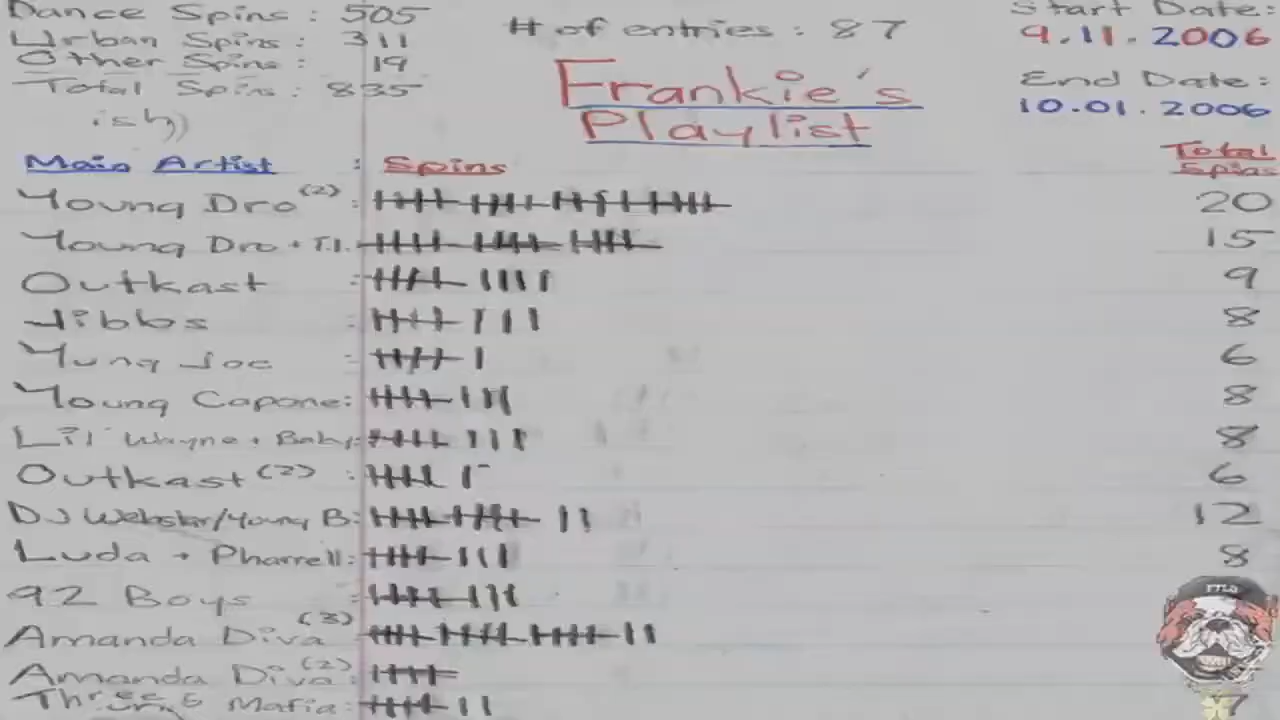 Dance Spins : 505
Urban Spins : 311
Other Spins : 19
Total Spins : 835
ish)
# of entries : 87
Frankie's
Playlist
Start Date:
9.11.2006
End Date:
10.01.2006
Main Artist : Spins Total Spins
Young Dro (2) : 20
Young Dro + T.I. 15
Outkast : 9
Jibbs : 8
Yung Joc : 6
Young Capone: 8
Lil' Wayne + Baby: 8
Outkast (2) : 6
DJ Webstar/Young B: 12
Luda + Pharrell: 8
92 Boys :
Amanda Diva (3)
Amanda Diva (2) :
Three 6 Mafia: 7